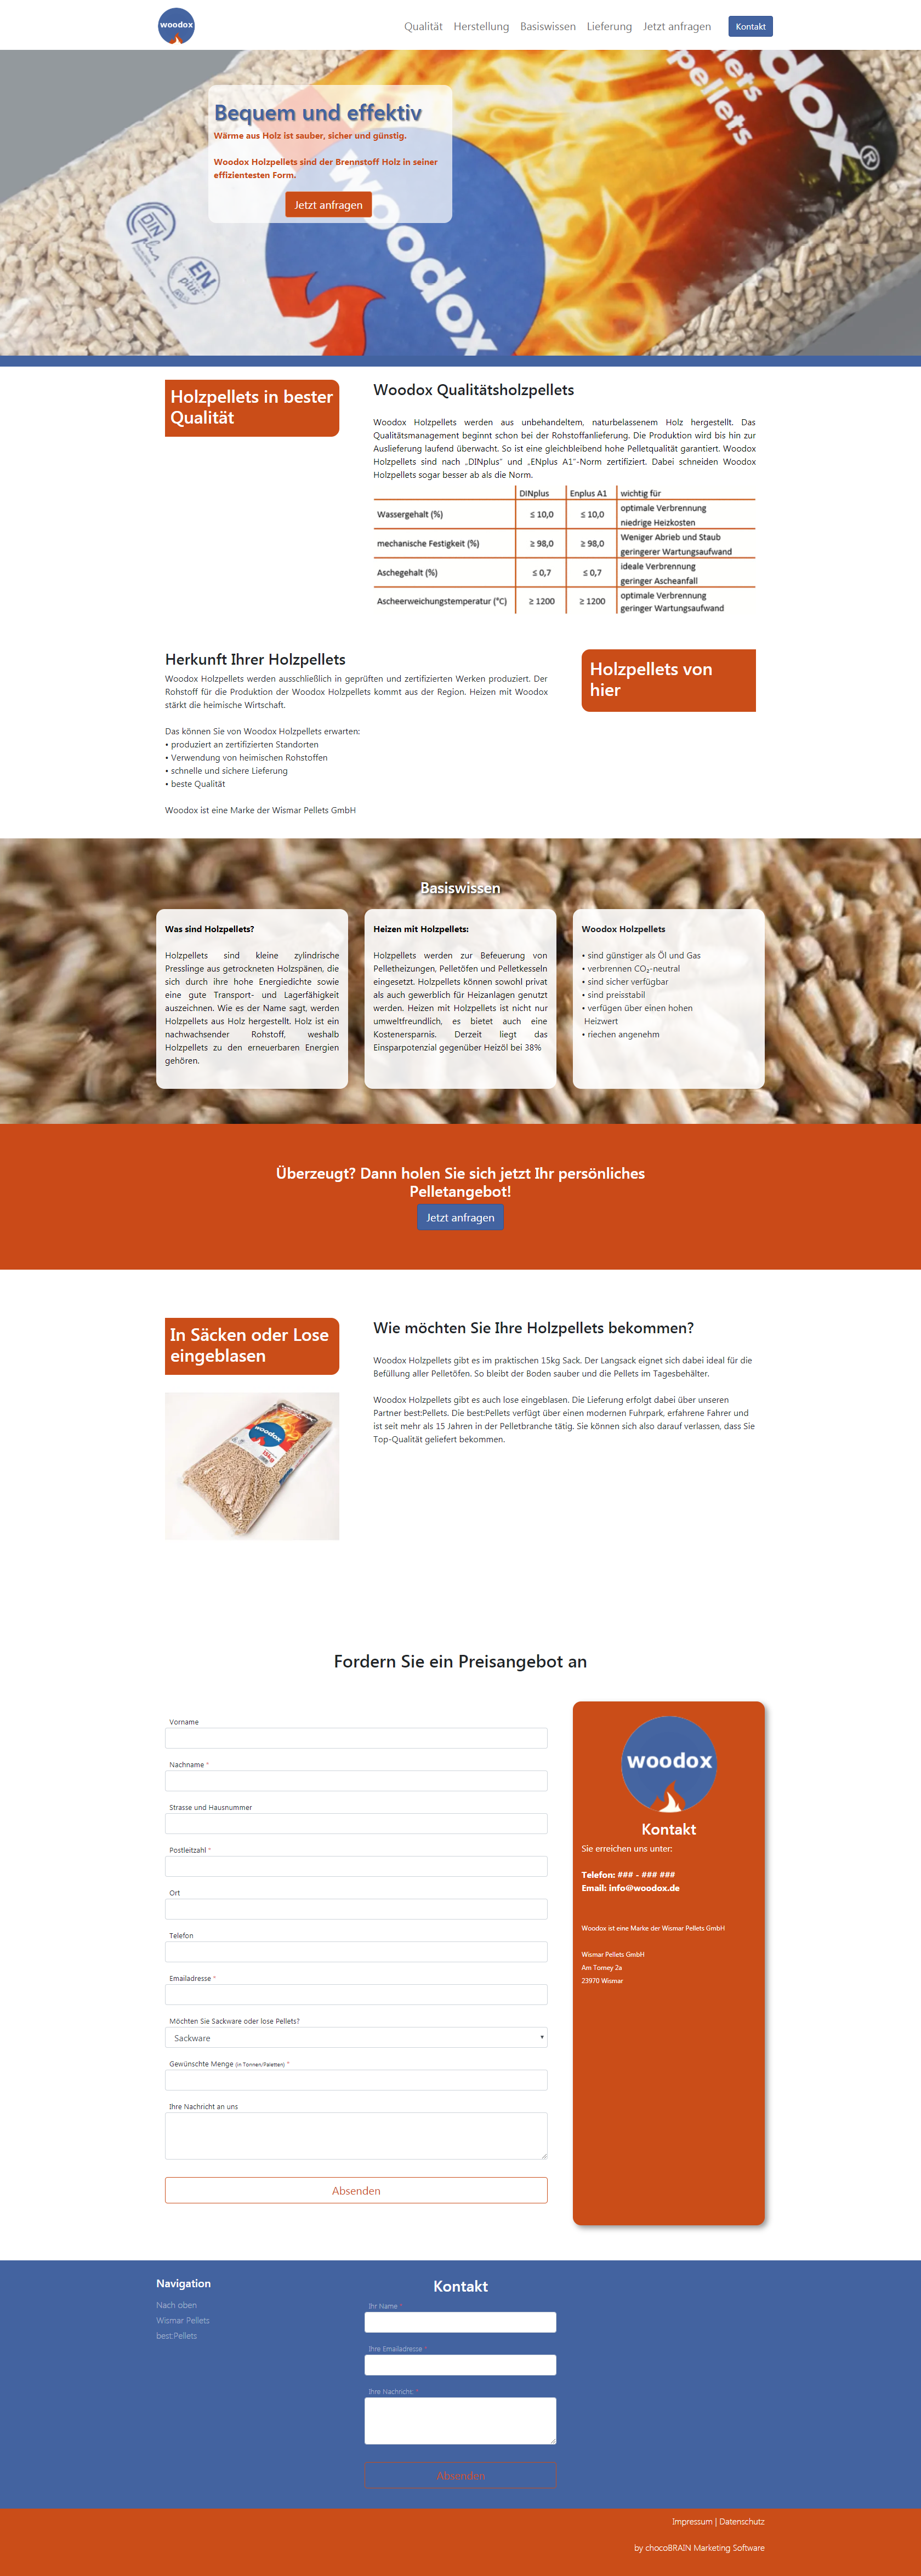 woodox
Qualität Herstellung Basiswissen Lieferung Jetzt anfragen Kontakt
Bequem und effektiv
Wärme aus Holz ist sauber, sicher und günstig.
Woodox Holzpellets sind der Brennstoff Holz in seiner
effizientesten Form.
Jetzt anfragen
DIN
plus
EN
plus
woodox
woodox
pellets
woodox®
Holzpellets in bester
Qualität
Woodox Qualitätsholzpellets
Woodox Holzpellets werden aus unbehandeltem, naturbelassenem Holz hergestellt. Das
Qualitätsmanagement beginnt schon bei der Rohstoffanlieferung. Die Produktion wird bis hin zur
Auslieferung laufend überwacht. So ist eine gleichbleibend hohe Pelletqualität garantiert. Woodox
Holzpellets sind nach „DINplus“ und „ENplus A1“-Norm zertifiziert. Dabei schneiden Woodox
Holzpellets sogar besser ab als die Norm.
DINplus Enplus A1 wichtig für
Wassergehalt (%) ≤ 10,0 ≤ 10,0 optimale Verbrennung
niedrige Heizkosten
mechanische Festigkeit (%) ≥ 98,0 ≥ 98,0 Weniger Abrieb und Staub
geringerer Wartungsaufwand
Aschegehalt (%) ≤ 0,7 ≤ 0,7 ideale Verbrennung
geringer Ascheanfall
Ascheerweichungstemperatur (°C) ≥ 1200 ≥ 1200 optimale Verbrennung
geringer Wartungsaufwand
Herkunft Ihrer Holzpellets
Woodox Holzpellets werden ausschließlich in geprüften und zertifizierten Werken produziert. Der
Rohstoff für die Produktion der Woodox Holzpellets kommt aus der Region. Heizen mit Woodox
stärkt die heimische Wirtschaft.
Das können Sie von Woodox Holzpellets erwarten:
• produziert an zertifizierten Standorten
• Verwendung von heimischen Rohstoffen
• schnelle und sichere Lieferung
• beste Qualität
Woodox ist eine Marke der Wismar Pellets GmbH
Holzpellets von
hier
Basiswissen
Was sind Holzpellets?
Holzpellets sind kleine zylindrische
Presslinge aus getrockneten Holzspänen, die
sich durch ihre hohe Energiedichte sowie
eine gute Transport- und Lagerfähigkeit
auszeichnen. Wie es der Name sagt, werden
Holzpellets aus Holz hergestellt. Holz ist ein
nachwachsender Rohstoff, weshalb
Holzpellets zu den erneuerbaren Energien
gehören.
Heizen mit Holzpellets:
Holzpellets werden zur Befeuerung von
Pelletheizungen, Pelletöfen und Pelletkesseln
eingesetzt. Holzpellets können sowohl privat
als auch gewerblich für Heizanlagen genutzt
werden. Heizen mit Holzpellets ist nicht nur
umweltfreundlich, es bietet auch eine
Kostenersparnis. Derzeit liegt das
Einsparpotenzial gegenüber Heizöl bei 38%
Woodox Holzpellets
• sind günstiger als Öl und Gas
• verbrennen CO₂-neutral
• sind sicher verfügbar
• sind preisstabil
• verfügen über einen hohen
Heizwert
• riechen angenehm
Überzeugt? Dann holen Sie sich jetzt Ihr persönliches
Pelletangebot!
Jetzt anfragen
In Säcken oder Lose
eingeblasen
woodox
Wie möchten Sie Ihre Holzpellets bekommen?
Woodox Holzpellets gibt es im praktischen 15kg Sack. Der Langsack eignet sich dabei ideal für die
Befüllung aller Pelletöfen. So bleibt der Boden sauber und die Pellets im Tagesbehälter.
Woodox Holzpellets gibt es auch lose eingeblasen. Die Lieferung erfolgt dabei über unseren
Partner best:Pellets. Die best:Pellets verfügt über einen modernen Fuhrpark, erfahrene Fahrer und
ist seit mehr als 15 Jahren in der Pelletbranche tätig. Sie können sich also darauf verlassen, dass Sie
Top-Qualität geliefert bekommen.
Fordern Sie ein Preisangebot an
Vorname
Nachname *
Strasse und Hausnummer
Postleitzahl *
Ort
Telefon
Emailadresse *
Möchten Sie Sackware oder lose Pellets?
Sackware
Gewünschte Menge (in Tonnen/Paletten) *
Ihre Nachricht an uns
Absenden
woodox
Kontakt
Sie erreichen uns unter:
Telefon: ### - ### ###
Email: info@woodox.de
Woodox ist eine Marke der Wismar Pellets GmbH
Wismar Pellets GmbH
Am Torney 2a
23970 Wismar
Navigation
Nach oben
Wismar Pellets
best:Pellets
Kontakt
Ihr Name *
Ihre Emailadresse *
Ihre Nachricht: *
Absenden
Impressum | Datenschutz
by chocoBRAIN Marketing Software